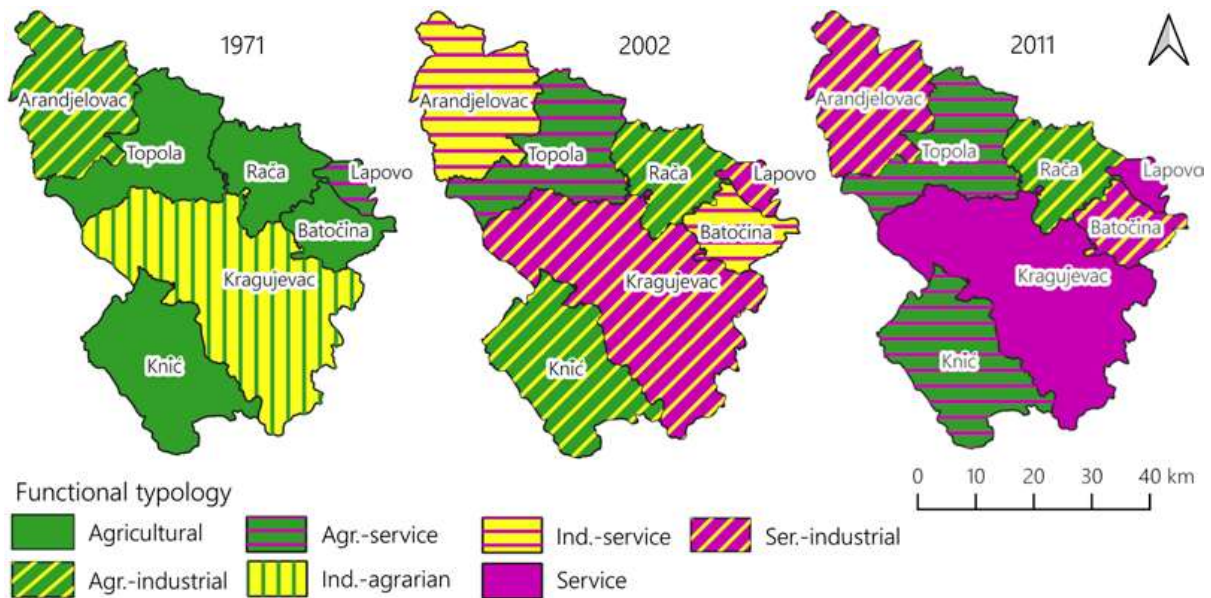 1971
2002
2011
Arandjelovac
Topola
Rača
Lapovo
Batočina
Kragujevac
Knić
Arandjelovac
Topola
Rača
Lapovo
Batočina
Kragujevac
Knić
Arandjelovac
Topola
Rača
Lapovo
Batočina
Kragujevac
Knić
0 10 20 30 40 km
Functional typology
Agricultural
Agr.-service
Ind.-service
Ser.-industrial
Agr.-industrial
Ind.-agrarian
Service